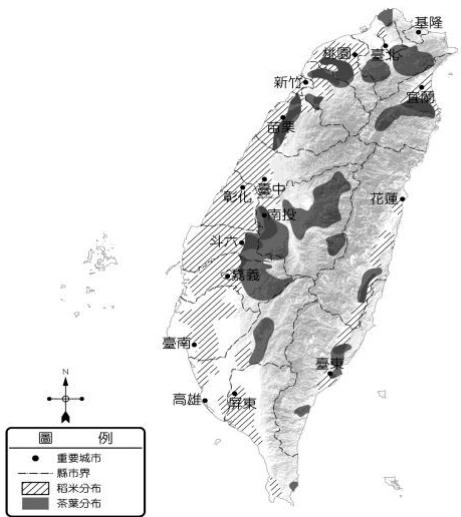 基隆
臺北
桃園
新竹
宜蘭
苗栗
臺中
彰化
南投
花蓮
斗六
嘉義
臺南
臺東
高雄
屏東
N
圖 例
重要城市
縣市界
稻米分布
茶葉分布